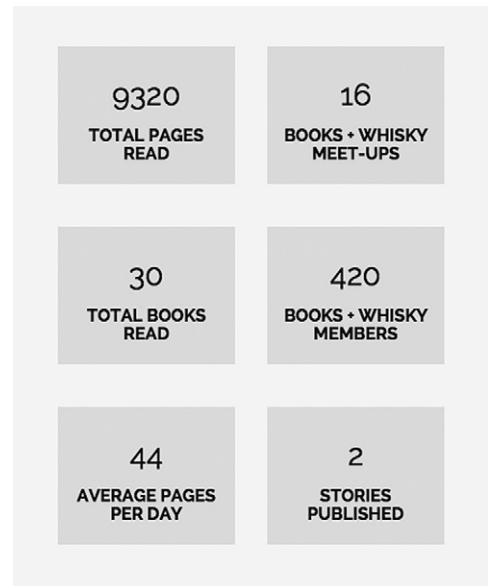 9320
TOTAL PAGES
READ
16
BOOKS + WHISKY
MEET-UPS
30
TOTAL BOOKS
READ
420
BOOKS + WHISKY
MEMBERS
44
AVERAGE PAGES
PER DAY
2
STORIES
PUBLISHED